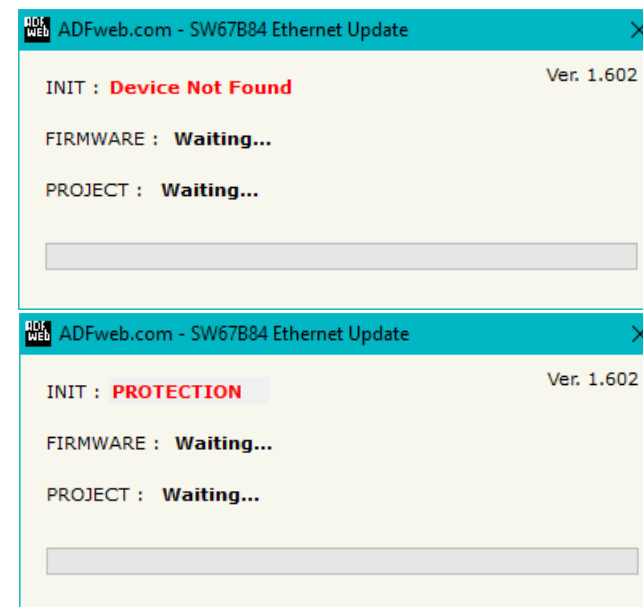 ADF WEB ADFweb.com - SW67B84 Ethernet Update
Ver. 1.602
INIT : Device Not Found
FIRMWARE : Waiting...
PROJECT : Waiting...
ADF WEB ADFweb.com - SW67B84 Ethernet Update
Ver. 1.602
INIT : PROTECTION
FIRMWARE : Waiting...
PROJECT : Waiting...